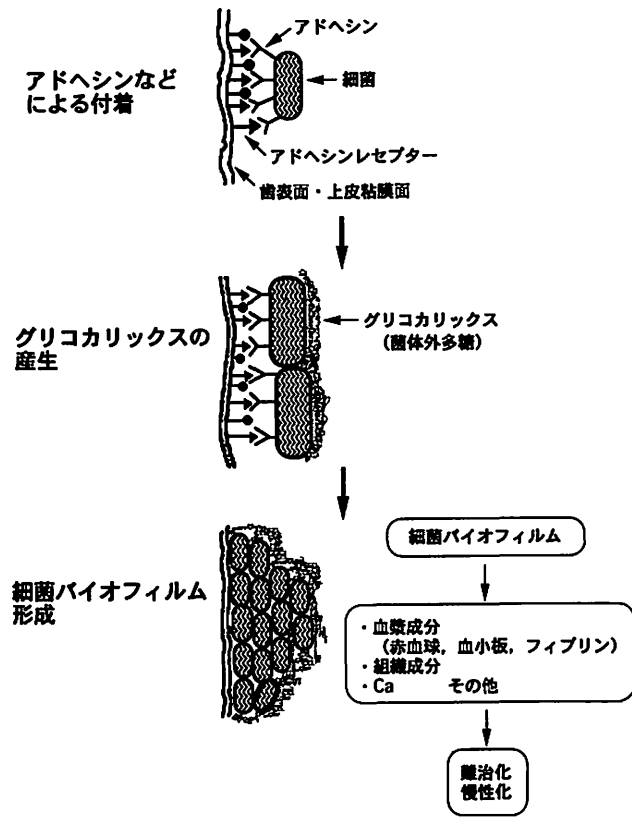 アドヘシンなど
による付着
アドヘシン
細菌
アドヘシンレセプター
歯表面・上皮粘膜面
グリコカリックスの
産生
グリコカリックス
(菌体外多糖)
細菌バイオフィルム
形成
細菌バイオフィルム
・血漿成分
(赤血球，血小板，フィブリン)
・組織成分
・Ca その他
難治化
慢性化